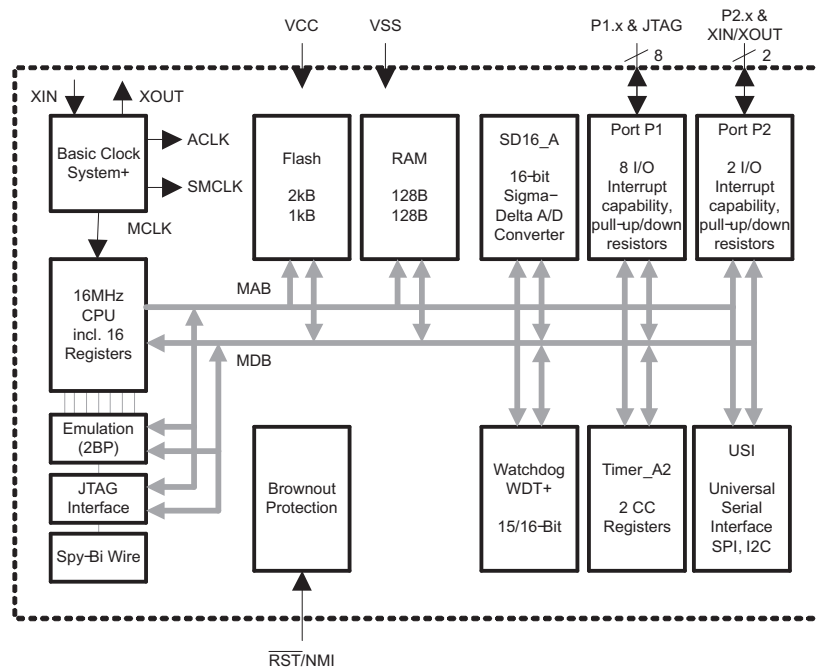 VCC
VSS
P1.x & JTAG
8
P2.x &
XIN/XOUT
2
XIN
XOUT
Basic Clock
System+
ACLK
SMCLK
MCLK
Flash
2kB
1kB
RAM
128B
128B
SD16_A
16-bit
Sigma-
Delta A/D
Converter
Port P1
8 I/O
Interrupt
capability,
pull-up/down
resistors
Port P2
2 I/O
Interrupt
capability,
pull-up/down
resistors
16MHz
CPU
incl. 16
Registers
MAB
MDB
Emulation
(2BP)
JTAG
Interface
Spy-Bi Wire
Brownout
Protection
Watchdog
WDT+
15/16-Bit
Timer_A2
2 CC
Registers
USI
Universal
Serial
Interface
SPI, I2C
RST/NMI